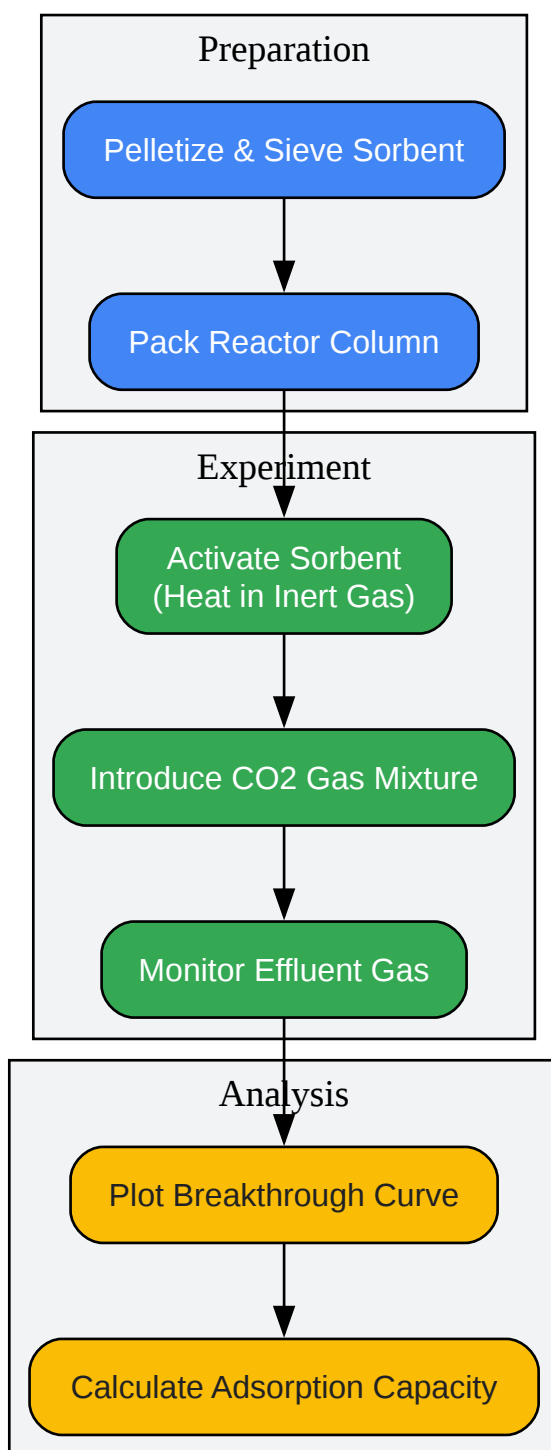 Preparation
Pelletize & Sieve Sorbent
Pack Reactor Column
Experiment
Activate Sorbent
(Heat in Inert Gas)
Introduce CO2 Gas Mixture
Monitor Effluent Gas
Analysis
Plot Breakthrough Curve
Calculate Adsorption Capacity